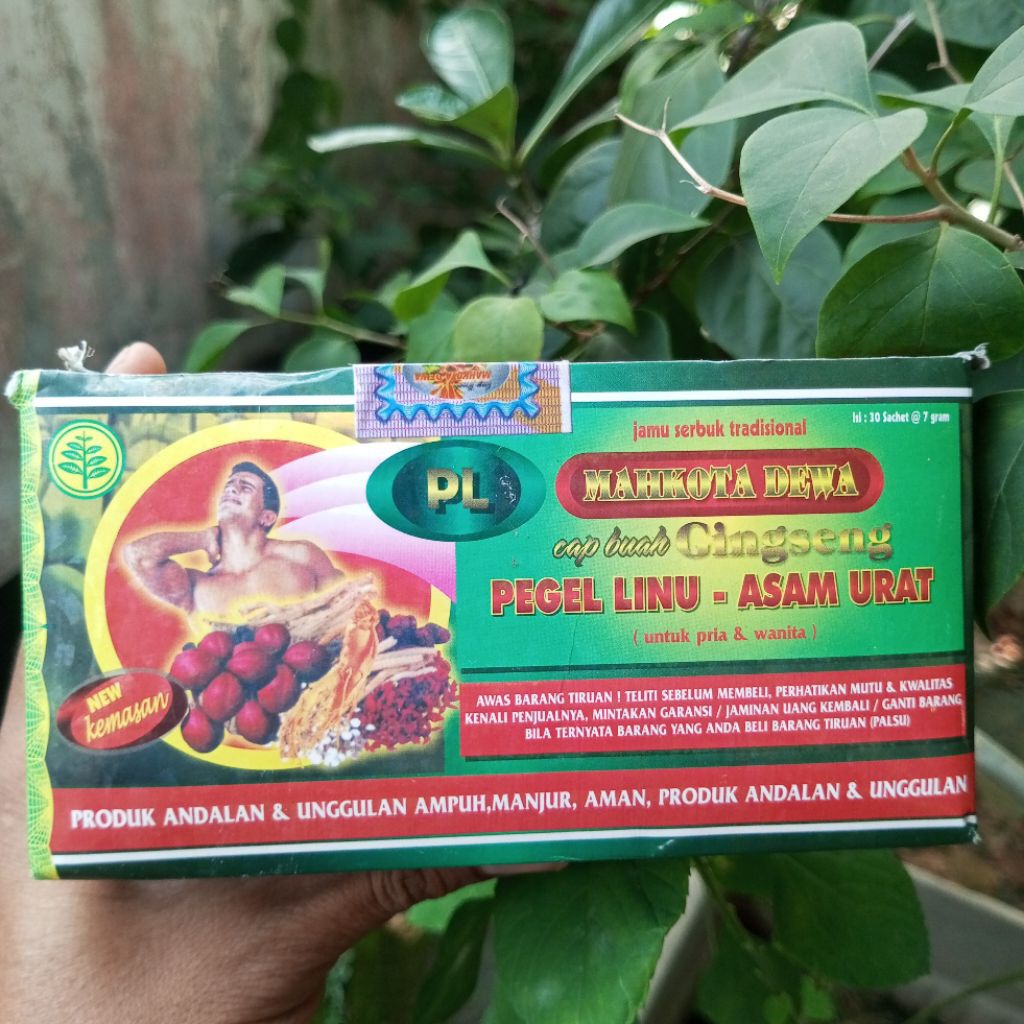 MAHKOTA DEWA
jamu serbuk tradisional
Isi : 30 Sachet @ 7 gram
PL
MAHKOTA DEWA
cap buah Gingseng
PEGEL LINU - ASAM URAT
( untuk pria & wanita )
NEW
kemasan
AWAS BARANG TIRUAN ! TELITI SEBELUM MEMBELI, PERHATIKAN MUTU & KWALITAS
KENALI PENJUALNYA, MINTAKAN GARANSI / JAMINAN UANG KEMBALI / GANTI BARANG
BILA TERNYATA BARANG YANG ANDA BELI BARANG TIRUAN (PALSU)
PRODUK ANDALAN & UNGGULAN AMPUH,MANJUR, AMAN, PRODUK ANDALAN & UNGGULAN